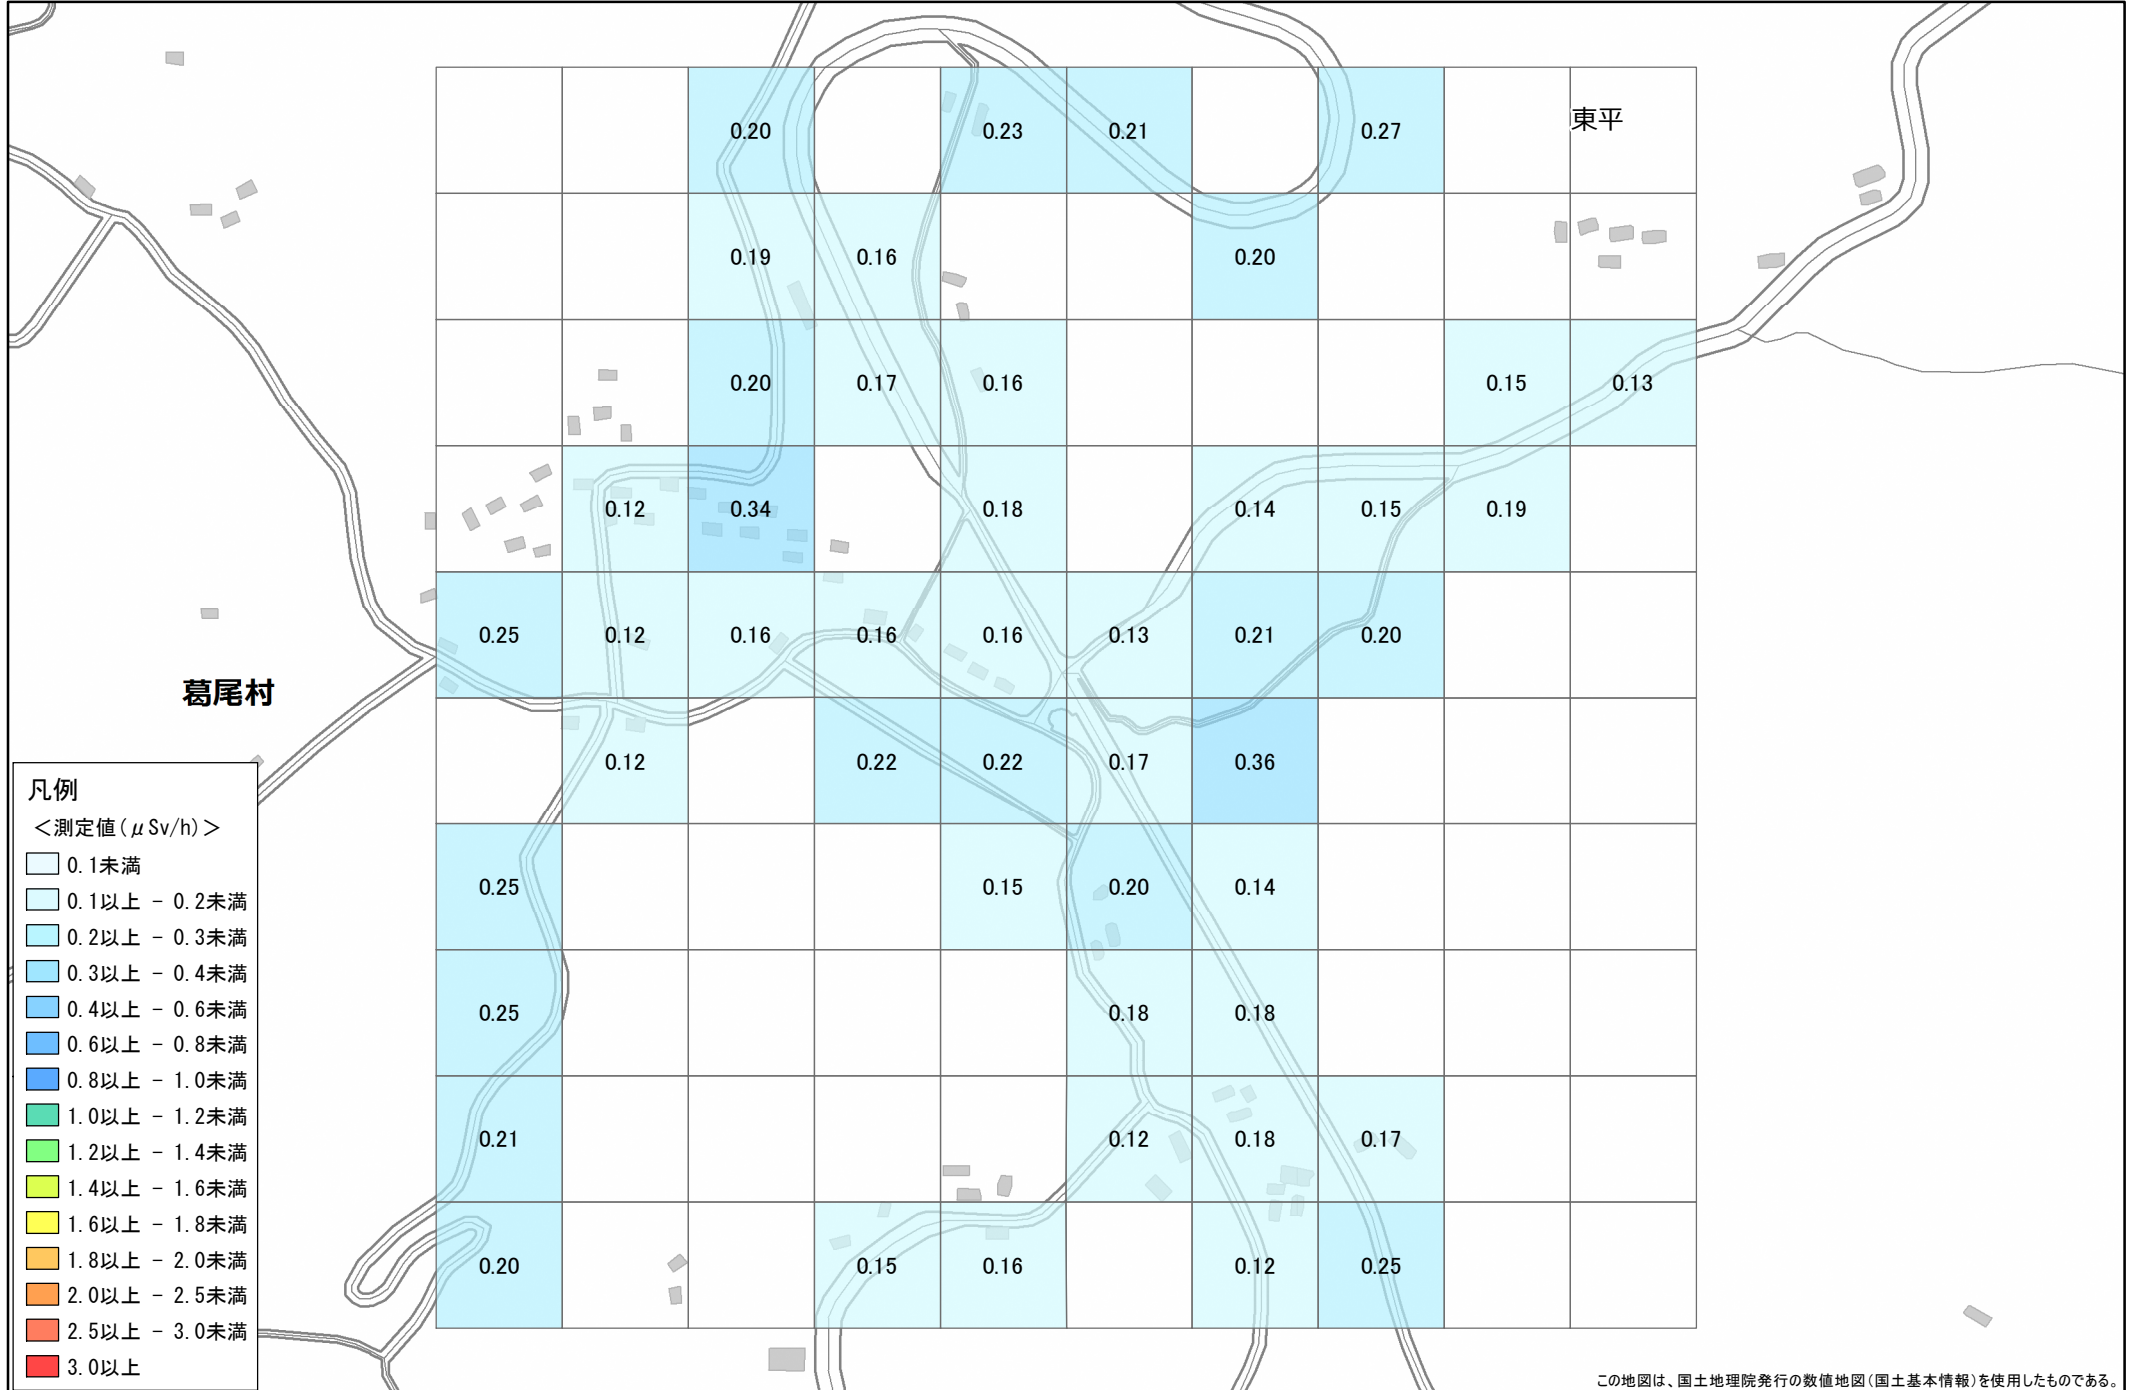 0.20 0.23 0.21 0.27 東平
0.19 0.16 0.20
0.20 0.17 0.16 0.15 0.13
0.12 0.34 0.18 0.14 0.15 0.19
0.25 0.12 0.16 0.16 0.16 0.13 0.21 0.20
葛尾村
0.12 0.22 0.22 0.17 0.36
0.25 0.15 0.20 0.14
0.25 0.18 0.18
0.21 0.12 0.18 0.17
0.20 0.15 0.16 0.12 0.25
凡例
＜測定値(μSv/h)＞
0.1未満
0.1以上 - 0.2未満
0.2以上 - 0.3未満
0.3以上 - 0.4未満
0.4以上 - 0.6未満
0.6以上 - 0.8未満
0.8以上 - 1.0未満
1.0以上 - 1.2未満
1.2以上 - 1.4未満
1.4以上 - 1.6未満
1.6以上 - 1.8未満
1.8以上 - 2.0未満
2.0以上 - 2.5未満
2.5以上 - 3.0未満
3.0以上
この地図は、国土地理院発行の数値地図(国土基本情報)を使用したものである。